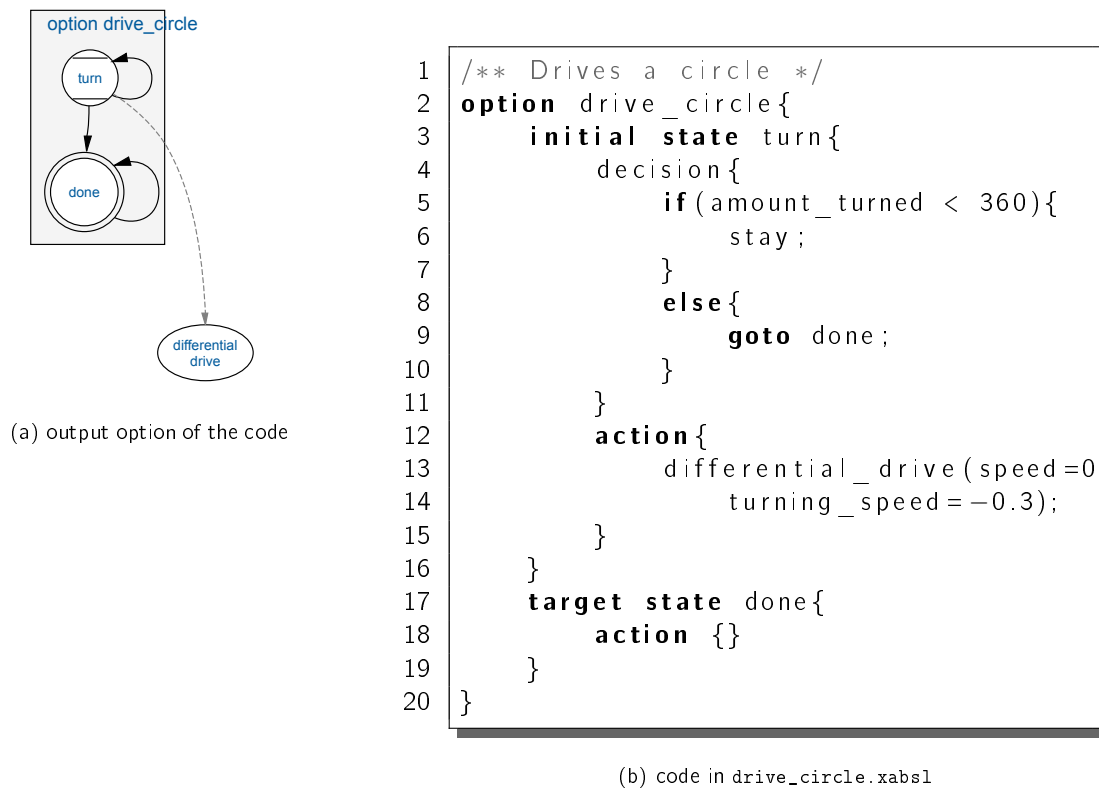 option drive_circle
turn
done
differential
drive
(a) output option of the code
1 /** Drives a circle */
2 option drive_circle{
3 initial state turn{
4 decision{
5 if(amount_turned < 360){
6 stay;
7 }
8 else{
9 goto done;
10 }
11 }
12 action{
13 differential_drive(speed=0
14 turning_speed=−0.3);
15 }
16 }
17 target state done{
18 action {}
19 }
20 }
(b) code in drive_circle.xabsl